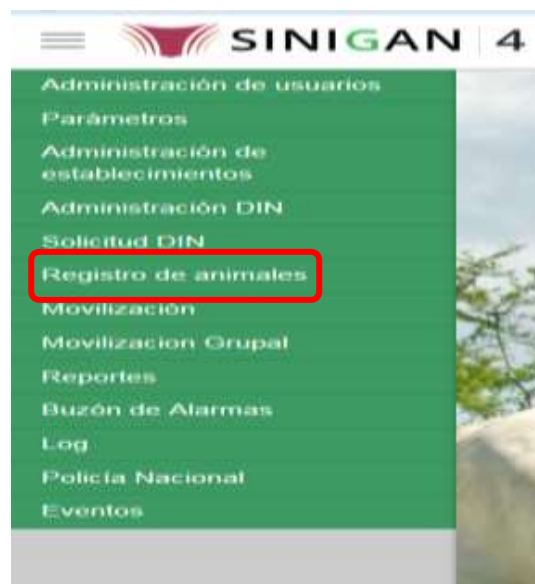 SINIGAN 4
Administración de usuarios
Parámetros
Administración de
establecimientos
Administración DIN
Solicitud DIN
Registro de animales
Movilización
Movilizacion Grupal
Reportes
Buzón de Alarmas
Log
Policía Nacional
Eventos